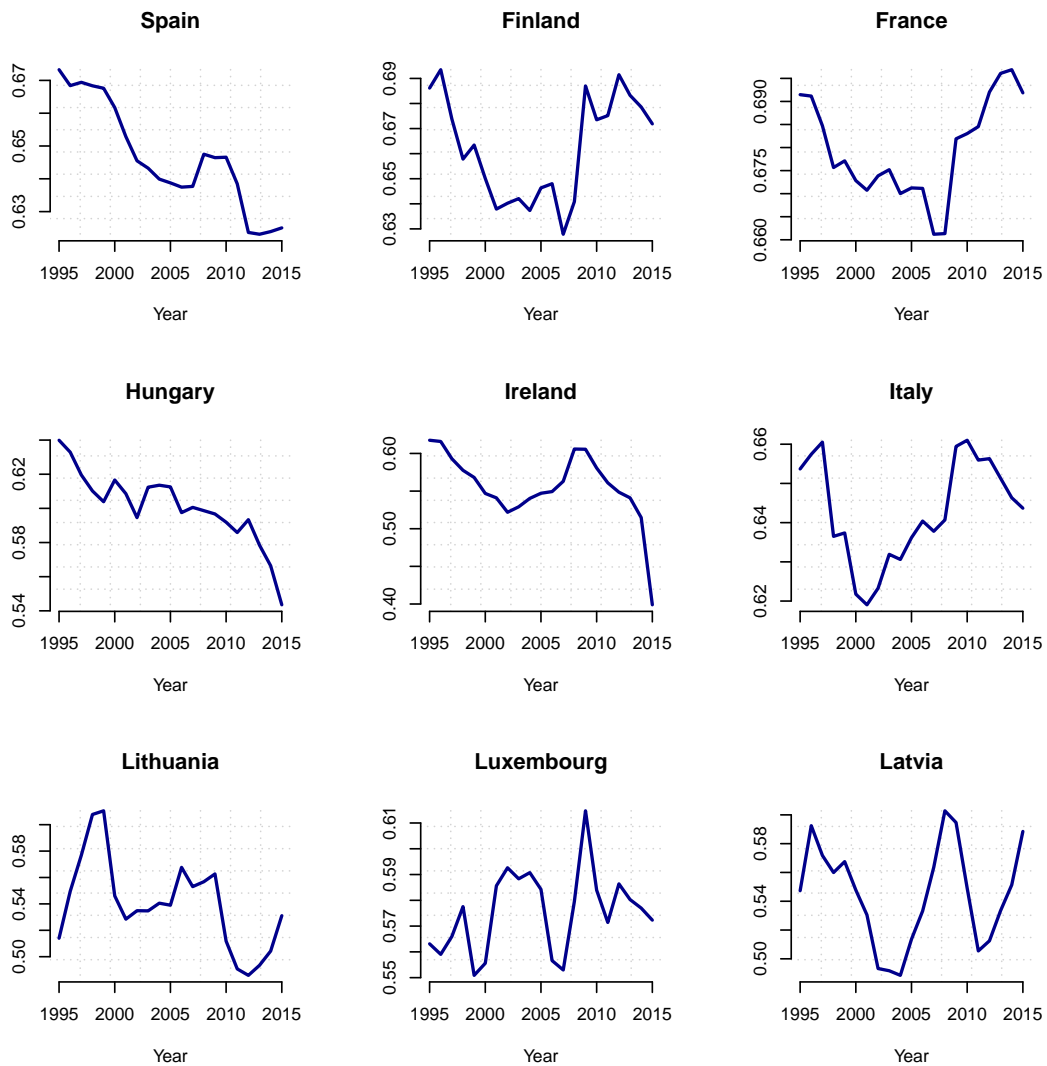 Spain
0.67
0.65
0.63
1995 2000 2005 2010 2015
Year
Finland
0.69
0.67
0.65
0.63
1995 2000 2005 2010 2015
Year
France
0.690
0.675
0.660
1995 2000 2005 2010 2015
Year
Hungary
0.62
0.58
0.54
1995 2000 2005 2010 2015
Year
Ireland
0.60
0.50
0.40
1995 2000 2005 2010 2015
Year
Italy
0.66
0.64
0.62
1995 2000 2005 2010 2015
Year
Lithuania
0.58
0.54
0.50
1995 2000 2005 2010 2015
Year
Luxembourg
0.61
0.59
0.57
0.55
1995 2000 2005 2010 2015
Year
Latvia
0.58
0.54
0.50
1995 2000 2005 2010 2015
Year